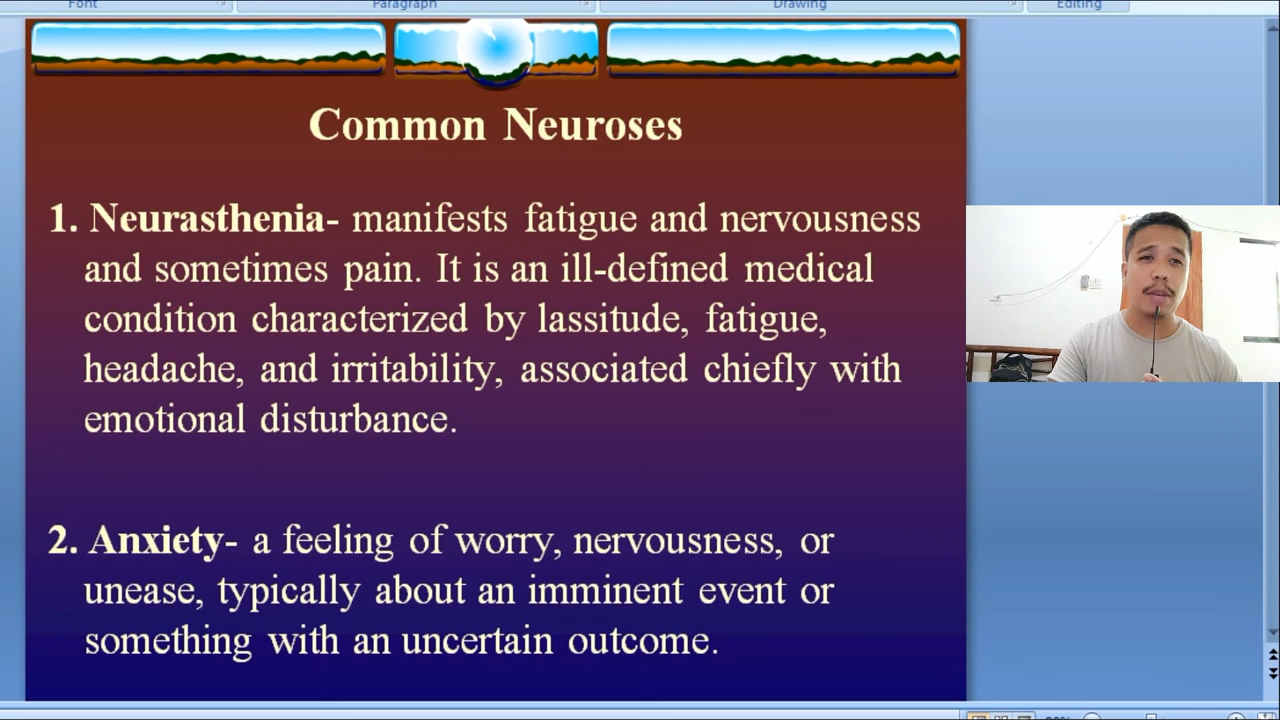 Font
Paragraph
Drawing
Editing
Common Neuroses
1. Neurasthenia- manifests fatigue and nervousness
and sometimes pain. It is an ill-defined medical
condition characterized by lassitude, fatigue,
headache, and irritability, associated chiefly with
emotional disturbance.
2. Anxiety- a feeling of worry, nervousness, or
unease, typically about an imminent event or
something with an uncertain outcome.